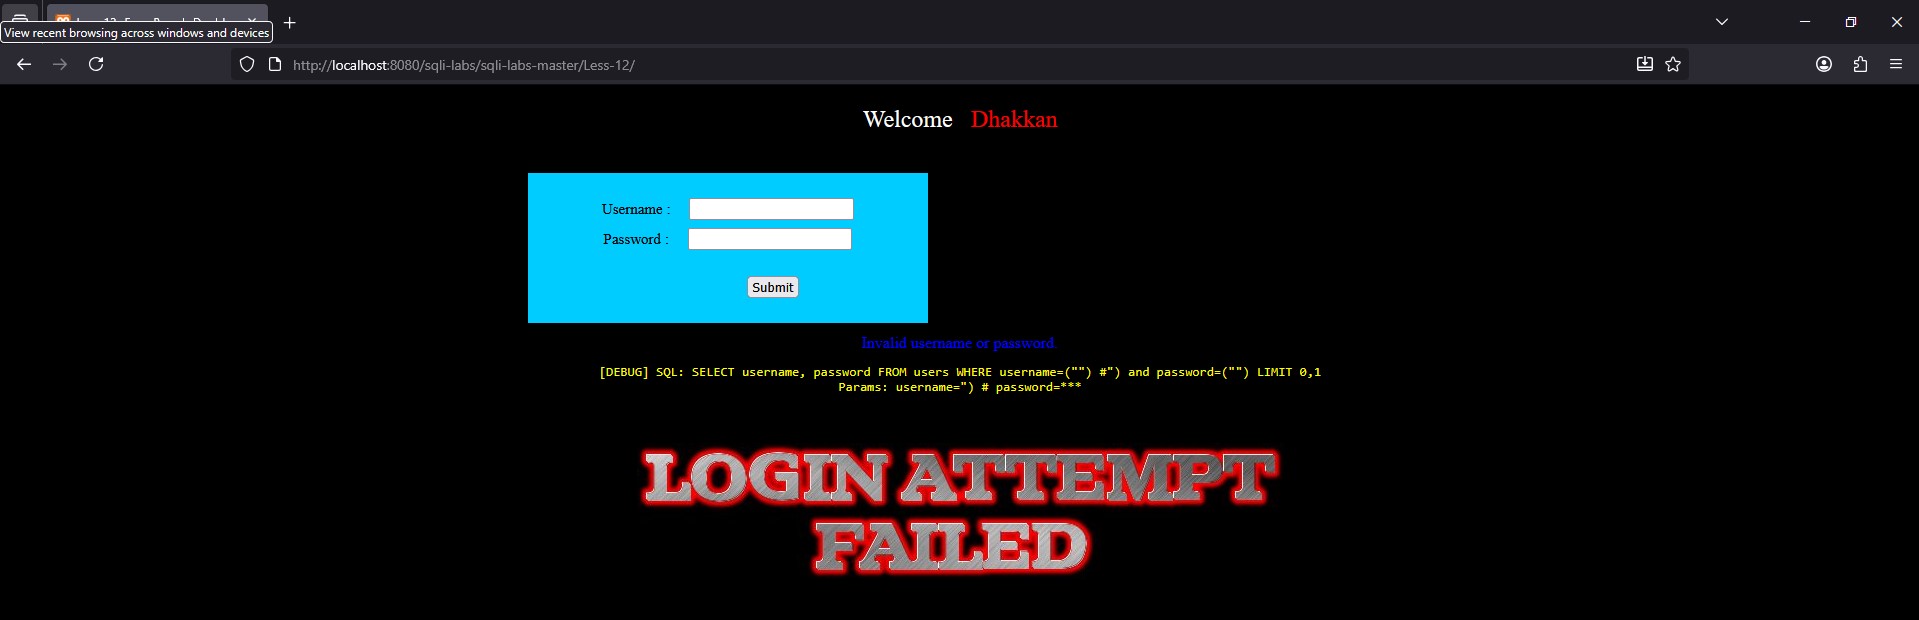 View recent browsing across windows and devices
http://localhost:8080/sqli-labs/sqli-labs-master/Less-12/
Welcome Dhakkan
Username :
Password :
Submit
Invalid username or password.
[DEBUG] SQL: SELECT username, password FROM users WHERE username=("") #") and password=("") LIMIT 0,1
Params: username=") # password=***
LOGIN ATTEMPT
FAILED